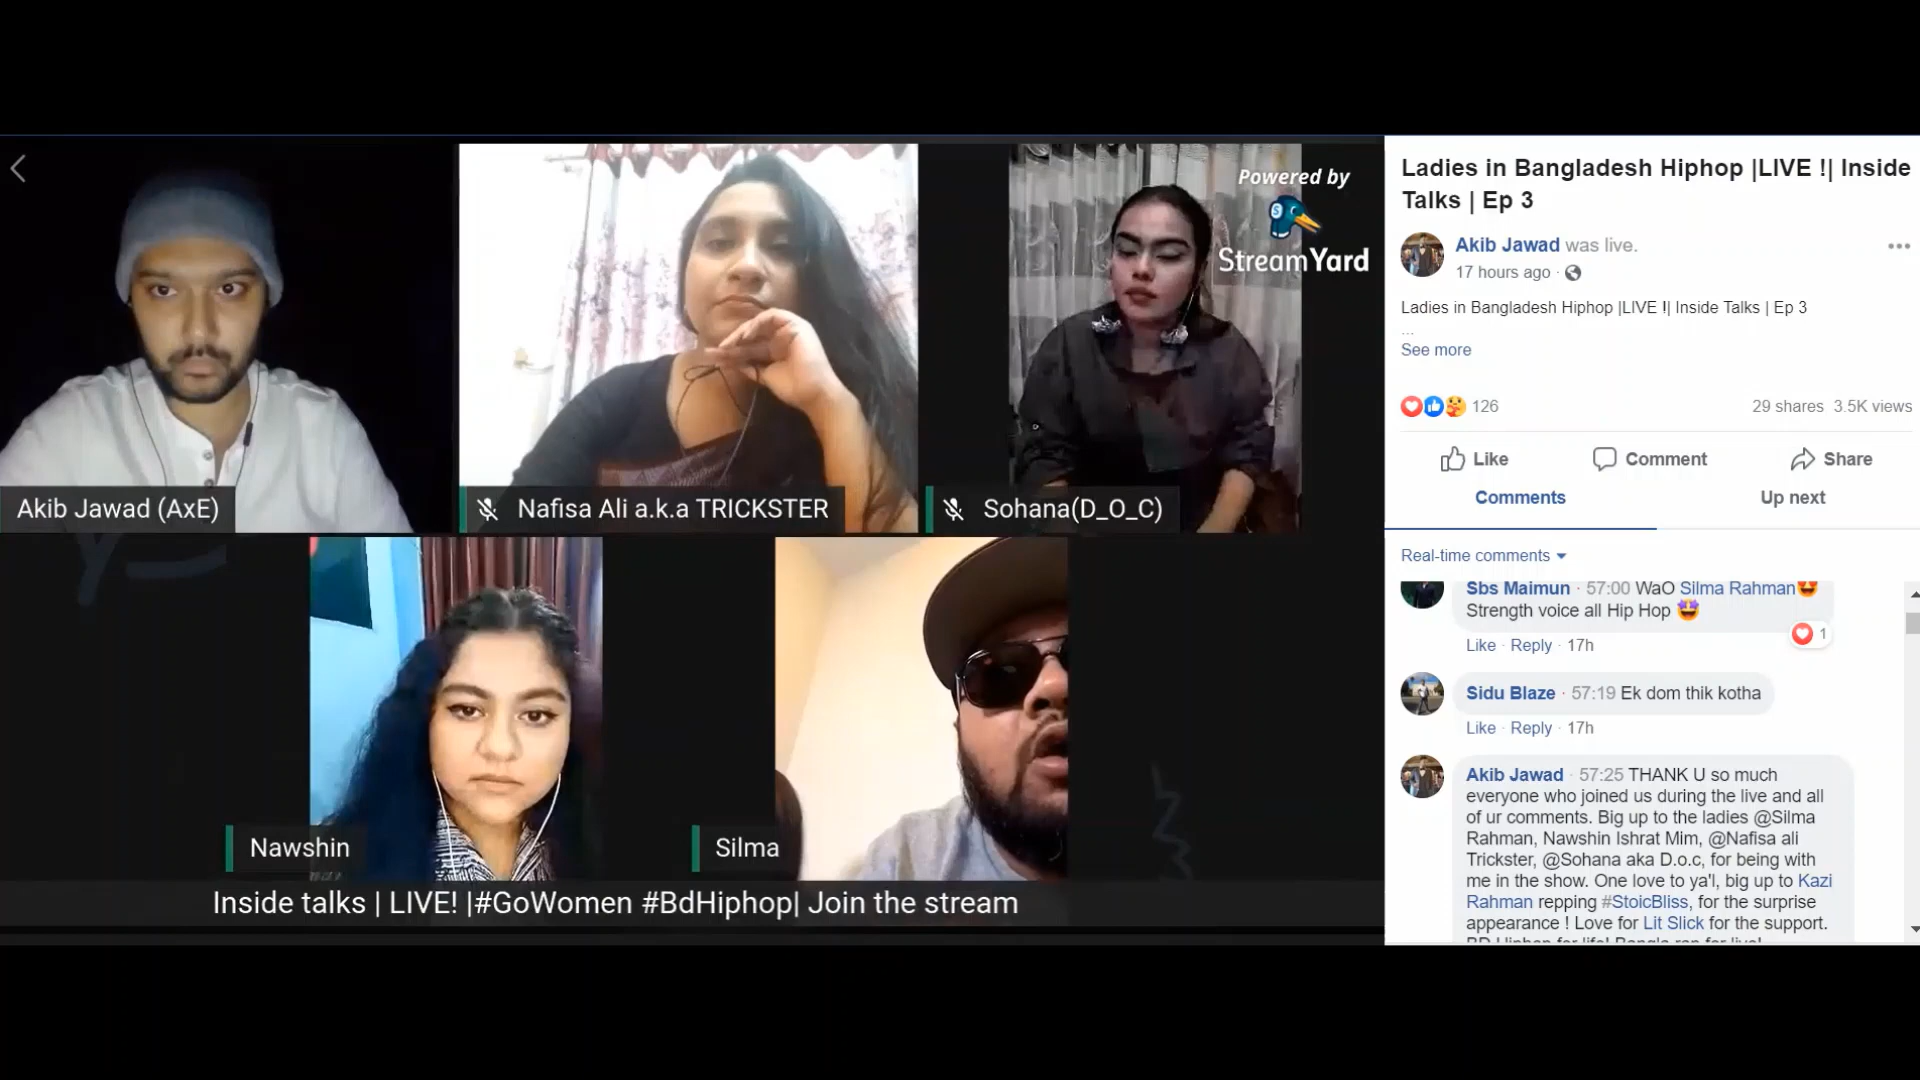 Powered by
StreamYard
Akib Jawad (AxE)
Nafisa Ali a.k.a TRICKSTER
Sohana(D_O_C)
Nawshin
Silma
Inside talks | LIVE! |#GoWomen #BdHiphop| Join the stream
Ladies in Bangladesh Hiphop |LIVE !| Inside
Talks | Ep 3
Akib Jawad was live.
17 hours ago ·
Ladies in Bangladesh Hiphop |LIVE !| Inside Talks | Ep 3
...
See more
126
29 shares 3.5K views
Like
Comment
Share
Comments
Up next
Real-time comments
Sbs Maimun · 57:00 WaO Silma Rahman😍
Strength voice all Hip Hop 🤩
1
Like · Reply · 17h
Sidu Blaze · 57:19 Ek dom thik kotha
Like · Reply · 17h
Akib Jawad · 57:25 THANK U so much
everyone who joined us during the live and all
of ur comments. Big up to the ladies @Silma
Rahman, Nawshin Ishrat Mim, @Nafisa ali
Trickster, @Sohana aka D.o.c, for being with
me in the show. One love to ya'l, big up to Kazi
Rahman repping #StoicBliss, for the surprise
appearance ! Love for Lit Slick for the support.
BD Hiphop for life! Bangla rap for live!